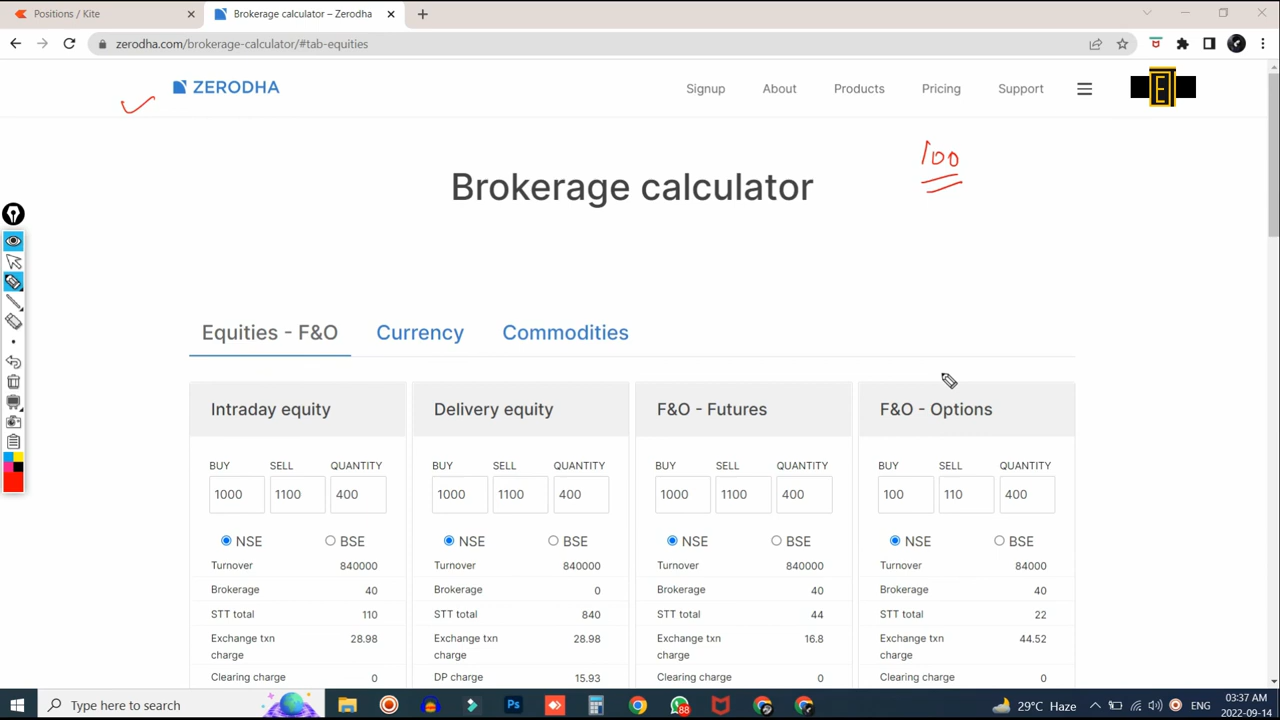 Positions / Kite
Brokerage calculator – Zerodha
zerodha.com/brokerage-calculator/#tab-equities
ZERODHA
Signup About Products Pricing Support
E
100
Brokerage calculator
Equities - F&O Currency Commodities
Intraday equity Delivery equity F&O - Futures F&O - Options
BUY SELL QUANTITY BUY SELL QUANTITY BUY SELL QUANTITY BUY SELL QUANTITY
1000 1100 400 1000 1100 400 1000 1100 400 100 110 400
NSE BSE NSE BSE NSE BSE NSE BSE
Turnover 840000 Turnover 840000 Turnover 840000 Turnover 84000
Brokerage 40 Brokerage 0 Brokerage 40 Brokerage 40
STT total 110 STT total 840 STT total 44 STT total 22
Exchange txn 28.98 Exchange txn 28.98 Exchange txn 16.8 Exchange txn 44.52
charge charge charge charge
Clearing charge 0 DP charge 15.93 Clearing charge 0 Clearing charge 0
Type here to search
88
29°C Haze
03:37 AM
2022-09-14